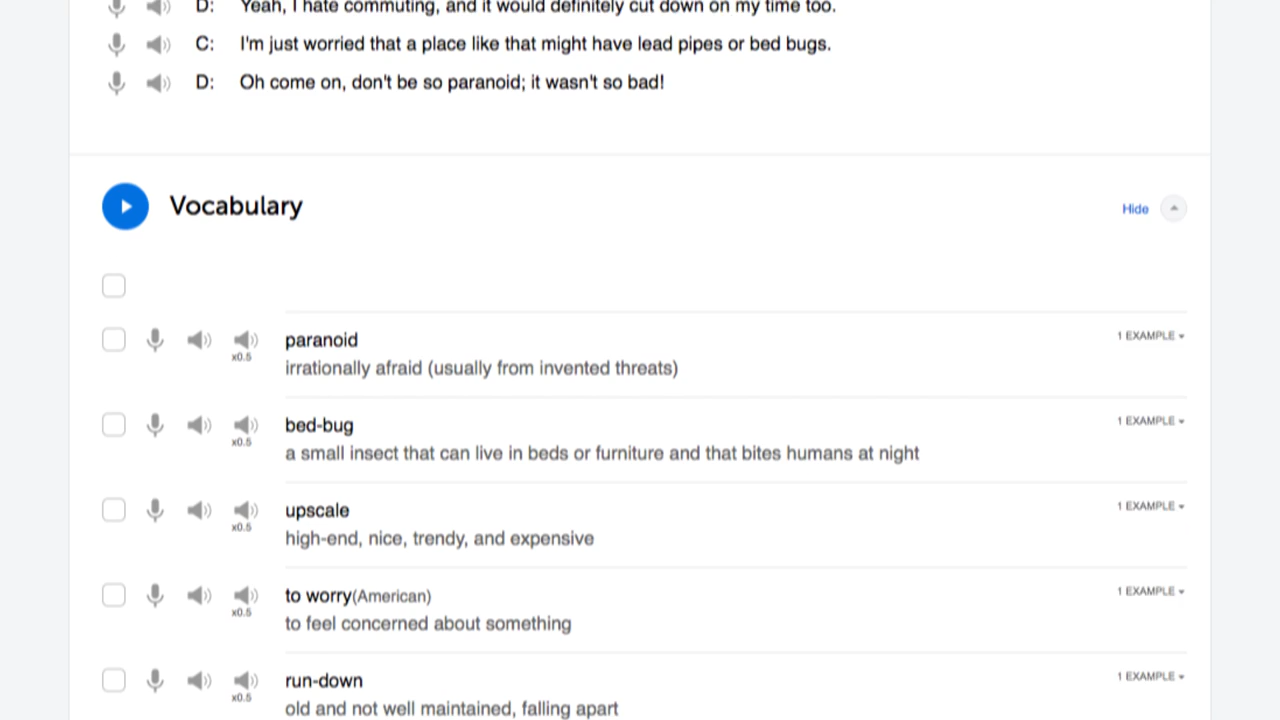 D: Yeah, I hate commuting, and it would definitely cut down on my time too.
C: I'm just worried that a place like that might have lead pipes or bed bugs.
D: Oh come on, don't be so paranoid; it wasn't so bad!
Vocabulary
Hide
paranoid
1 EXAMPLE
x0.5
irrationally afraid (usually from invented threats)
bed-bug
1 EXAMPLE
x0.5
a small insect that can live in beds or furniture and that bites humans at night
upscale
1 EXAMPLE
x0.5
high-end, nice, trendy, and expensive
to worry(American)
1 EXAMPLE
x0.5
to feel concerned about something
run-down
1 EXAMPLE
x0.5
old and not well maintained, falling apart